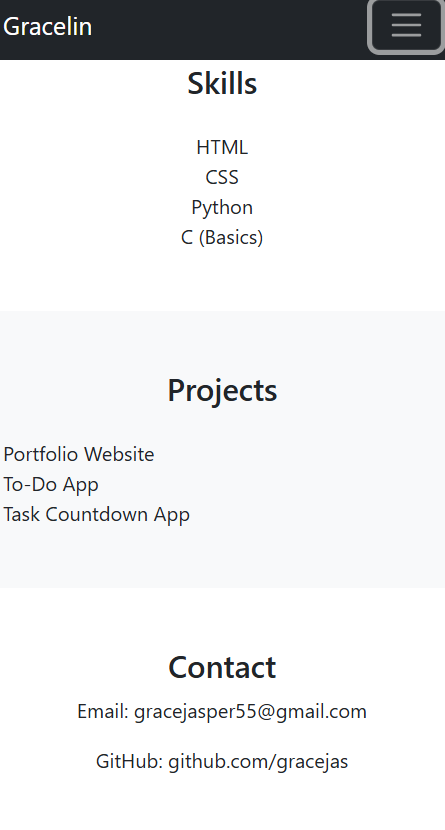 Gracelin
Skills
HTML
CSS
Python
C (Basics)
Projects
Portfolio Website
To-Do App
Task Countdown App
Contact
Email: gracejasper55@gmail.com
GitHub: github.com/gracejas